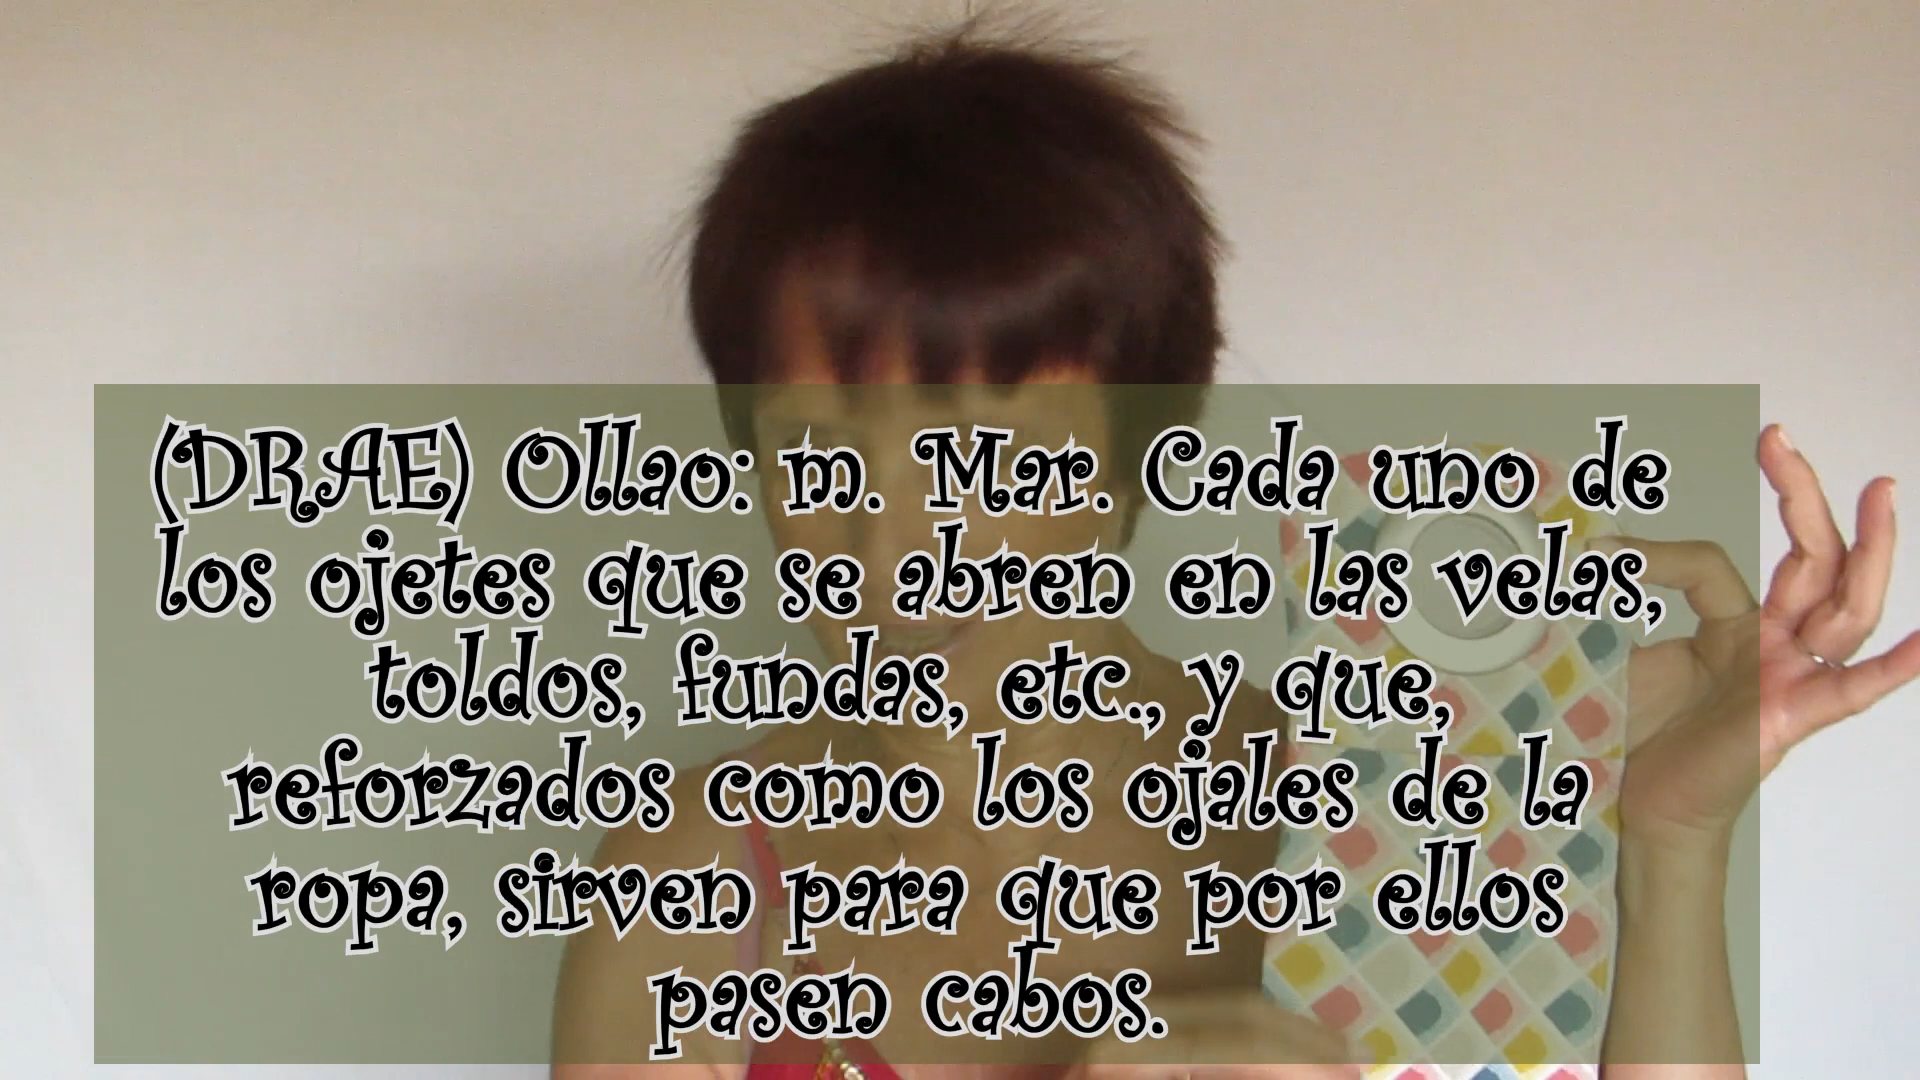 (DRAE) Ollao: m. Mar. Cada uno de
los ojetes que se abren en las velas,
toldos, fundas, etc., y que,
reforzados como los ojales de la
ropa, sirven para que por ellos
pasen cabos.